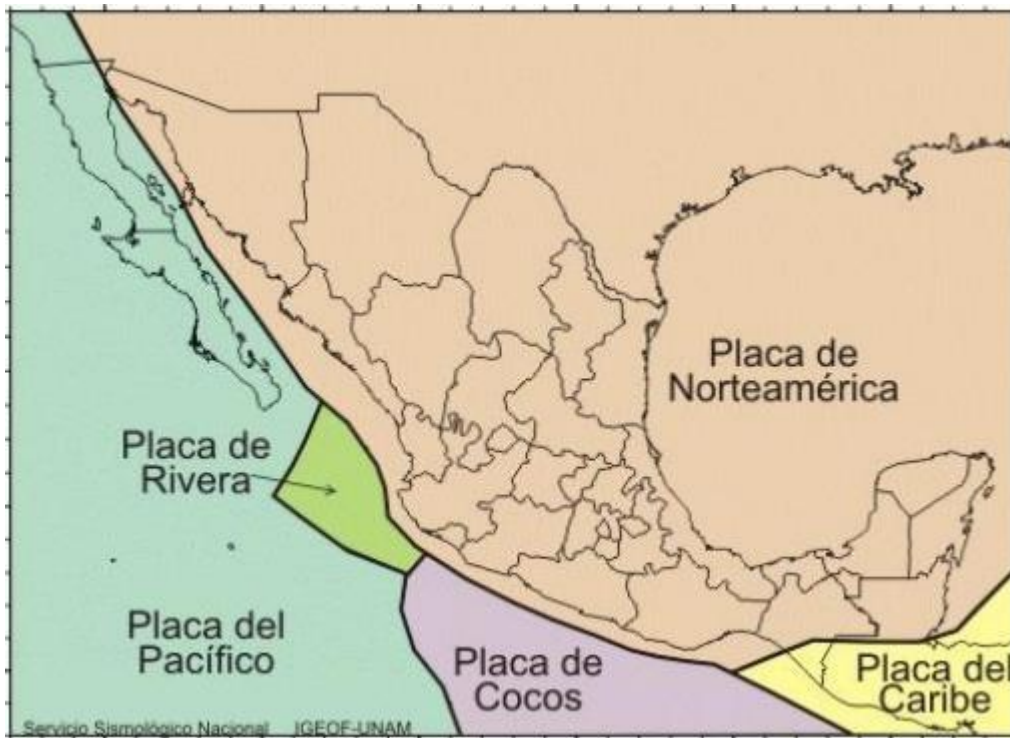 Placa de
Norteamérica
Placa de
Rivera
Placa del
Pacífico
Placa de
Cocos
Placa del
Caribe
Servicio Sismológico Nacional IGEOF-UNAM